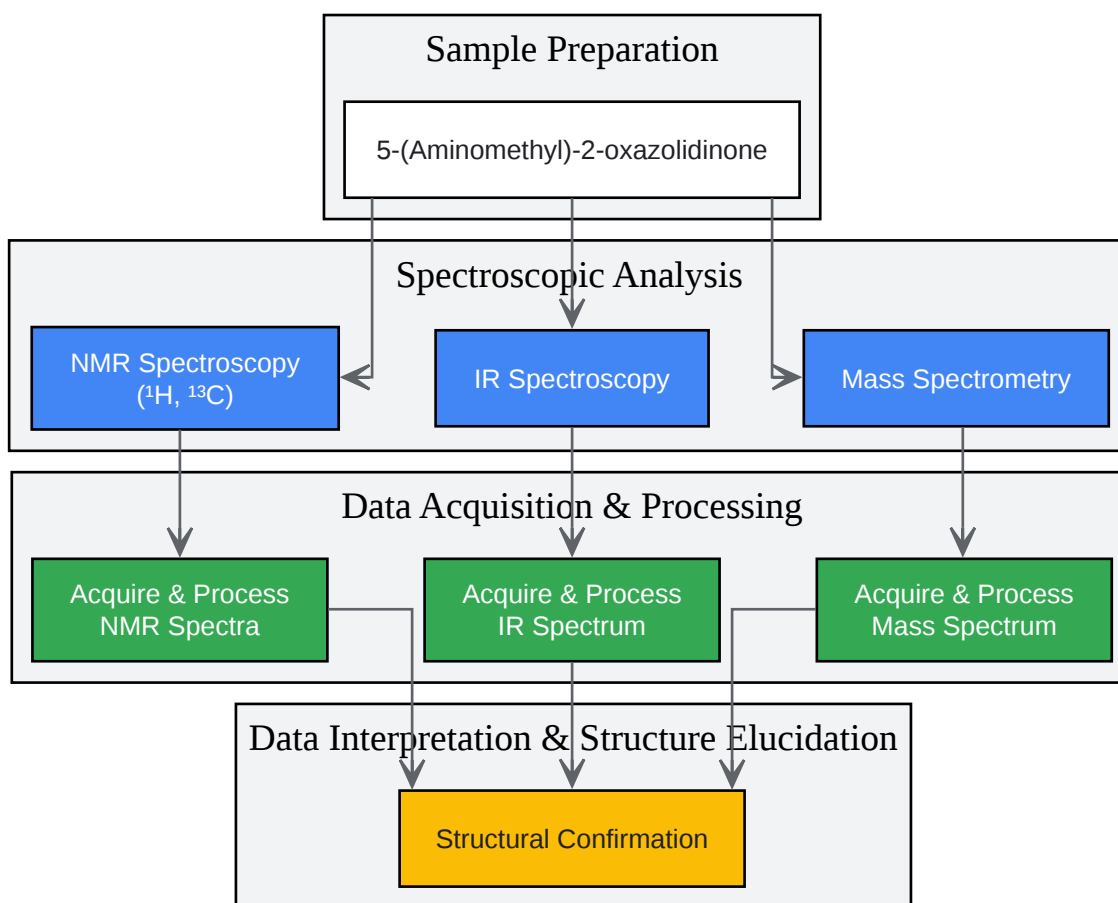 Sample Preparation
5-(Aminomethyl)-2-oxazolidinone
Spectroscopic Analysis
NMR Spectroscopy
(¹H, ¹³C)
IR Spectroscopy
Mass Spectrometry
Data Acquisition & Processing
Acquire & Process
NMR Spectra
Acquire & Process
IR Spectrum
Acquire & Process
Mass Spectrum
Data Interpretation & Structure Elucidation
Structural Confirmation